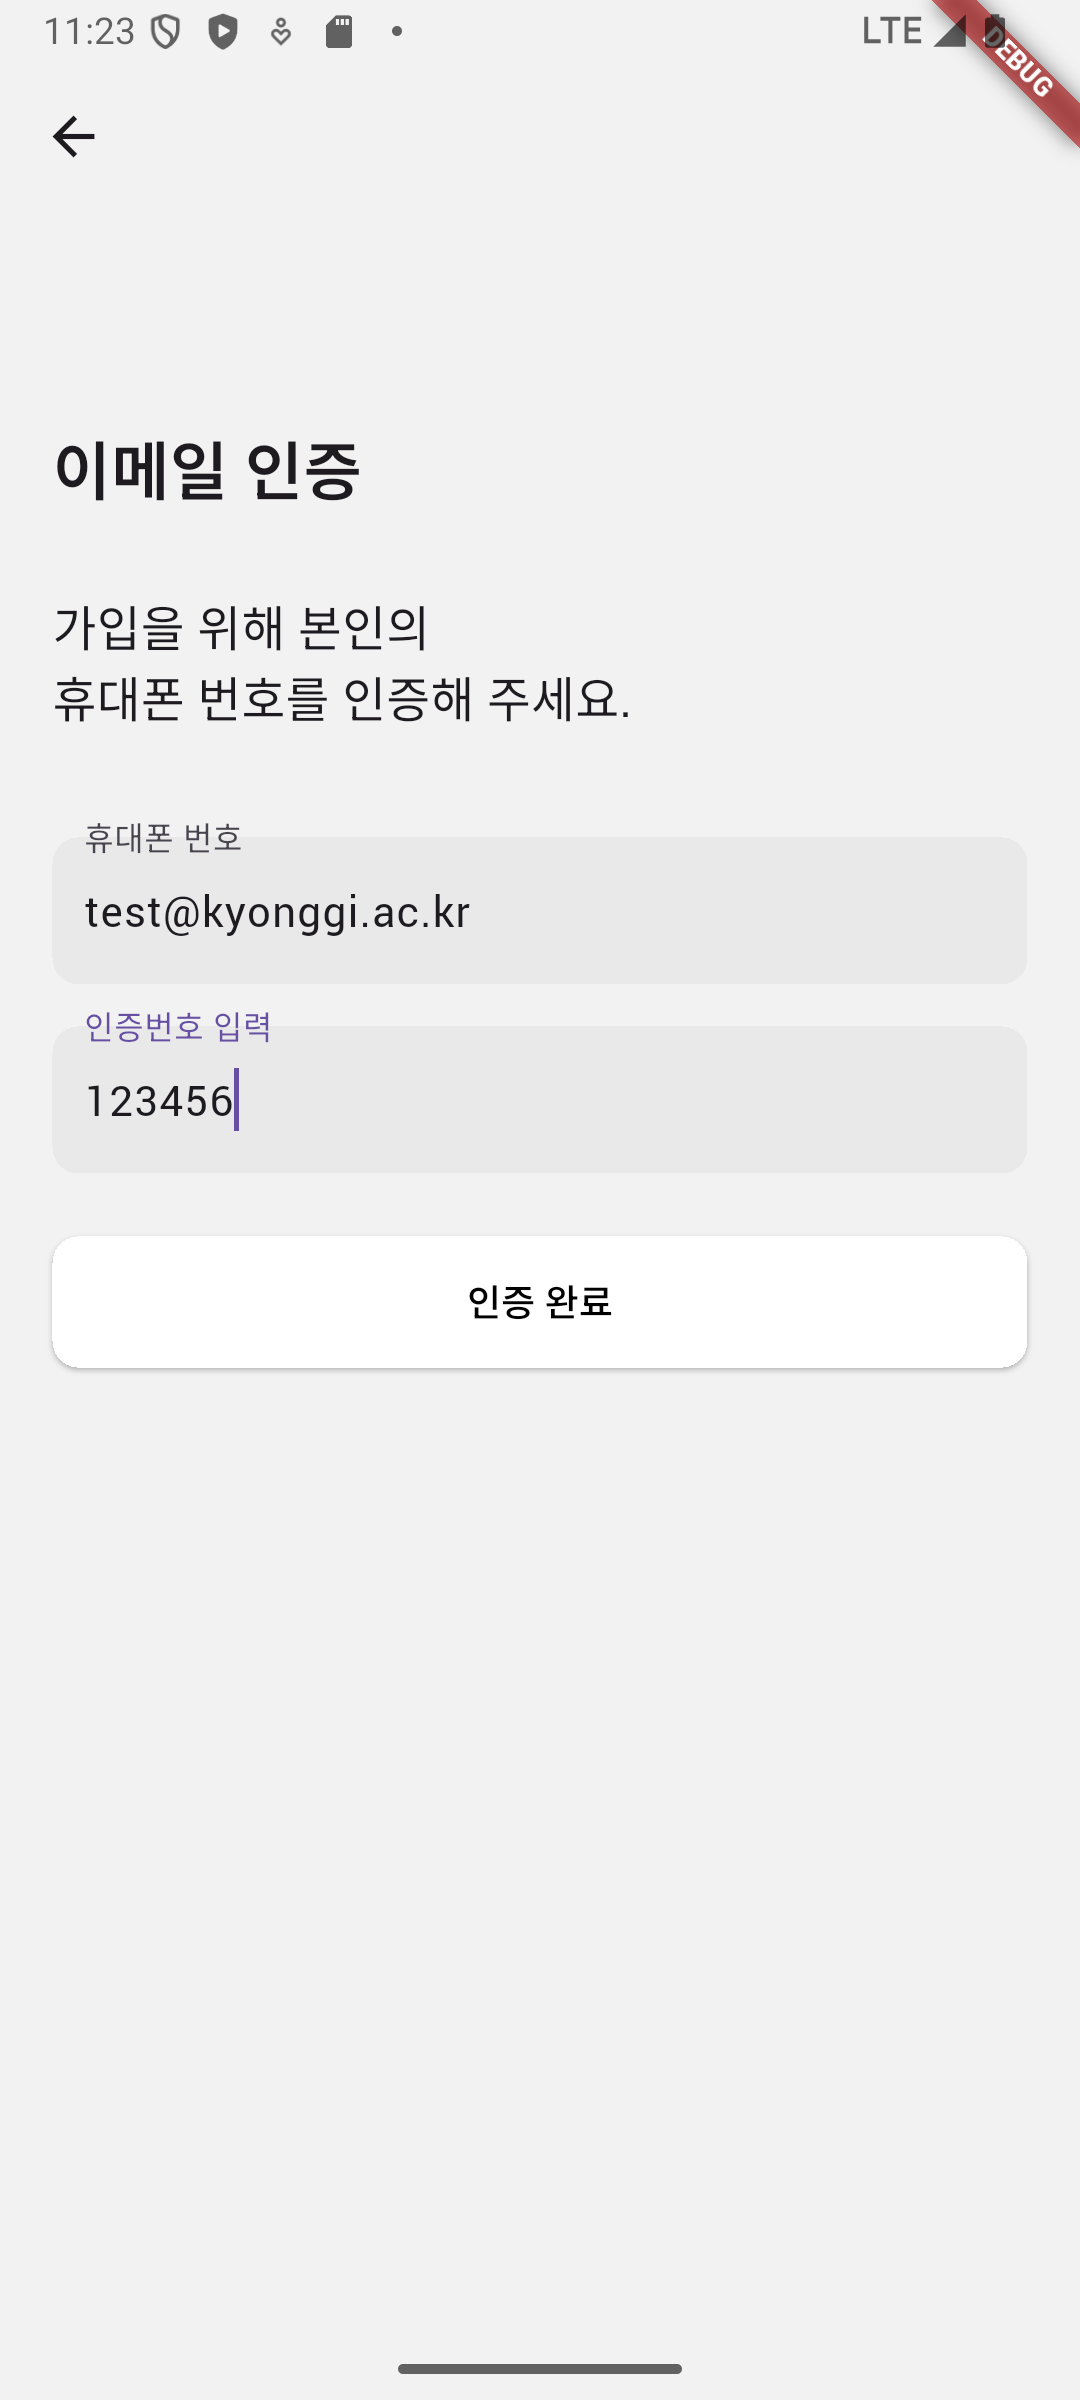 11:23
LTE
DEBUG
이메일 인증
가입을 위해 본인의
휴대폰 번호를 인증해 주세요.
휴대폰 번호
test@kyonggi.ac.kr
인증번호 입력
123456
인증 완료